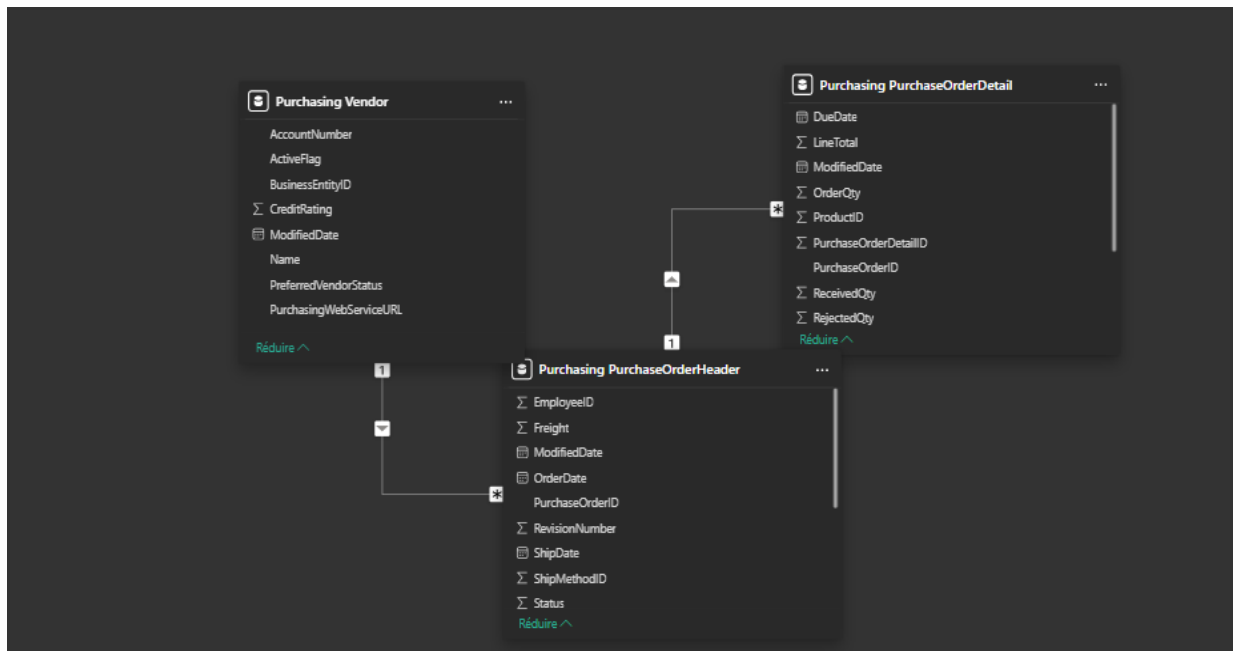 Purchasing Vendor
AccountNumber
ActiveFlag
BusinessEntityID
CreditRating
ModifiedDate
Name
PreferredVendorStatus
PurchasingWebServiceURL
Réduire
1
*
Purchasing PurchaseOrderDetail
DueDate
LineTotal
ModifiedDate
OrderQty
ProductID
PurchaseOrderDetailID
PurchaseOrderID
ReceivedQty
RejectedQty
Réduire
*
1
Purchasing PurchaseOrderHeader
EmployeeID
Freight
ModifiedDate
OrderDate
PurchaseOrderID
RevisionNumber
ShipDate
ShipMethodID
Status
Réduire